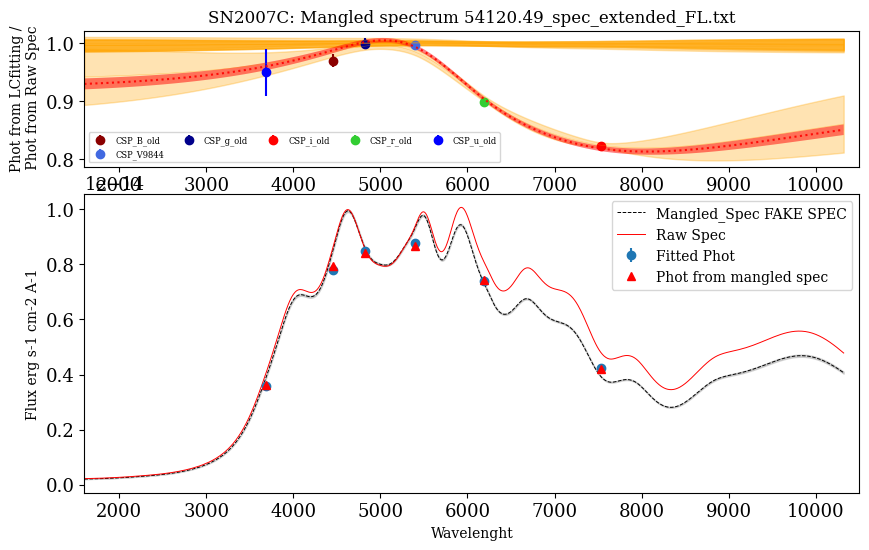 SN2007C: Mangled spectrum 54120.49_spec_extended_FL.txt
Phot from LCfitting /
Phot from Raw Spec
1.0
0.9
0.8
CSP_B_old
CSP_g_old
CSP_i_old
CSP_r_old
CSP_u_old
CSP_V9844
2000 3000 4000 5000 6000 7000 8000 9000 10000
1e−14
Flux erg s-1 cm-2 A-1
1.0
0.8
0.6
0.4
0.2
0.0
Mangled_Spec FAKE SPEC
Raw Spec
Fitted Phot
Phot from mangled spec
2000 3000 4000 5000 6000 7000 8000 9000 10000
Wavelenght